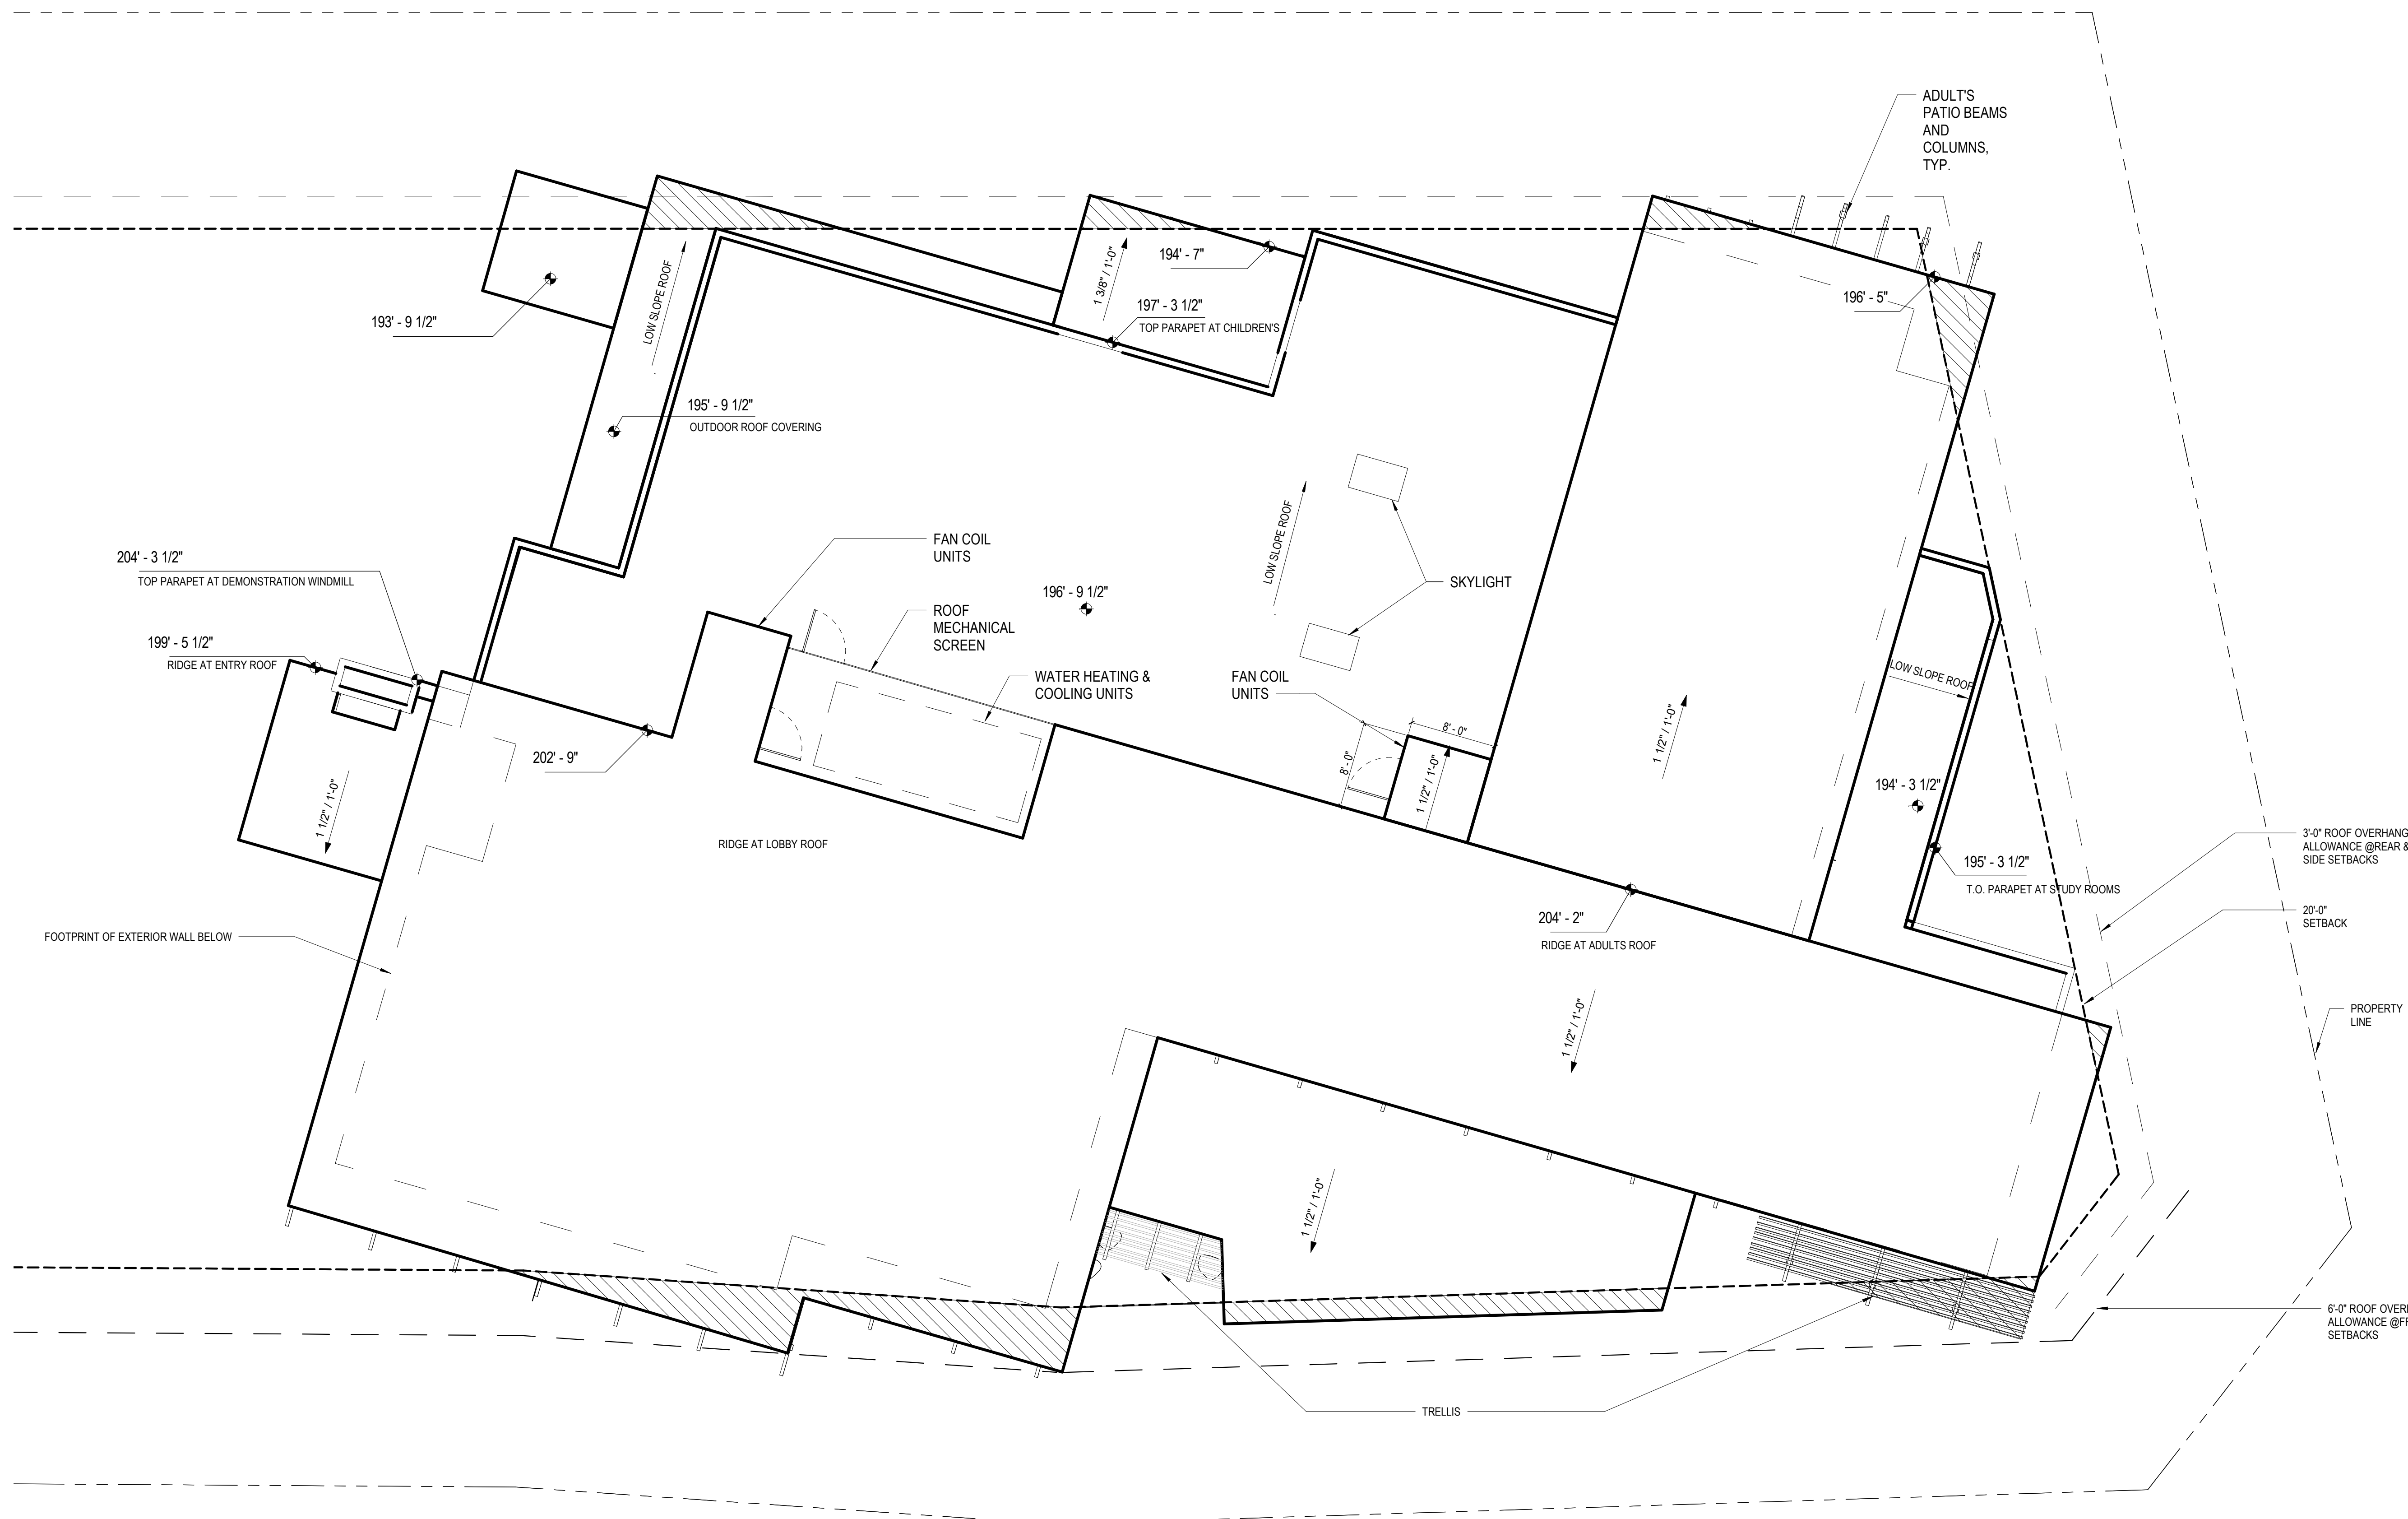 ADULT'S
PATIO BEAMS
AND
COLUMNS,
TYP.
194' - 7"
1 3/8" / 1'-0"
197' - 3 1/2"
TOP PARAPET AT CHILDREN'S
196' - 5"
193' - 9 1/2"
LOW SLOPE ROOF
195' - 9 1/2"
OUTDOOR ROOF COVERING
FAN COIL
UNITS
LOW SLOPE ROOF
204' - 3 1/2"
TOP PARAPET AT DEMONSTRATION WINDMILL
196' - 9 1/2"
SKYLIGHT
ROOF
MECHANICAL
SCREEN
199' - 5 1/2"
RIDGE AT ENTRY ROOF
WATER HEATING &
COOLING UNITS
FAN COIL
UNITS
LOW SLOPE ROOF
8' - 0"
8' - 0"
1 1/2" / 1'-0"
1 1/2" / 1'-0"
202' - 9"
1 1/2" / 1'-0"
194' - 3 1/2"
RIDGE AT LOBBY ROOF
3'-0" ROOF OVERHANG
ALLOWANCE @REAR &
SIDE SETBACKS
195' - 3 1/2"
T.O. PARAPET AT STUDY ROOMS
204' - 2"
RIDGE AT ADULTS ROOF
20'-0"
SETBACK
FOOTPRINT OF EXTERIOR WALL BELOW
1 1/2" / 1'-0"
PROPERTY
LINE
1 1/2" / 1'-0"
6'-0" ROOF
ALLOWANCE
SETBACKS
TRELLIS